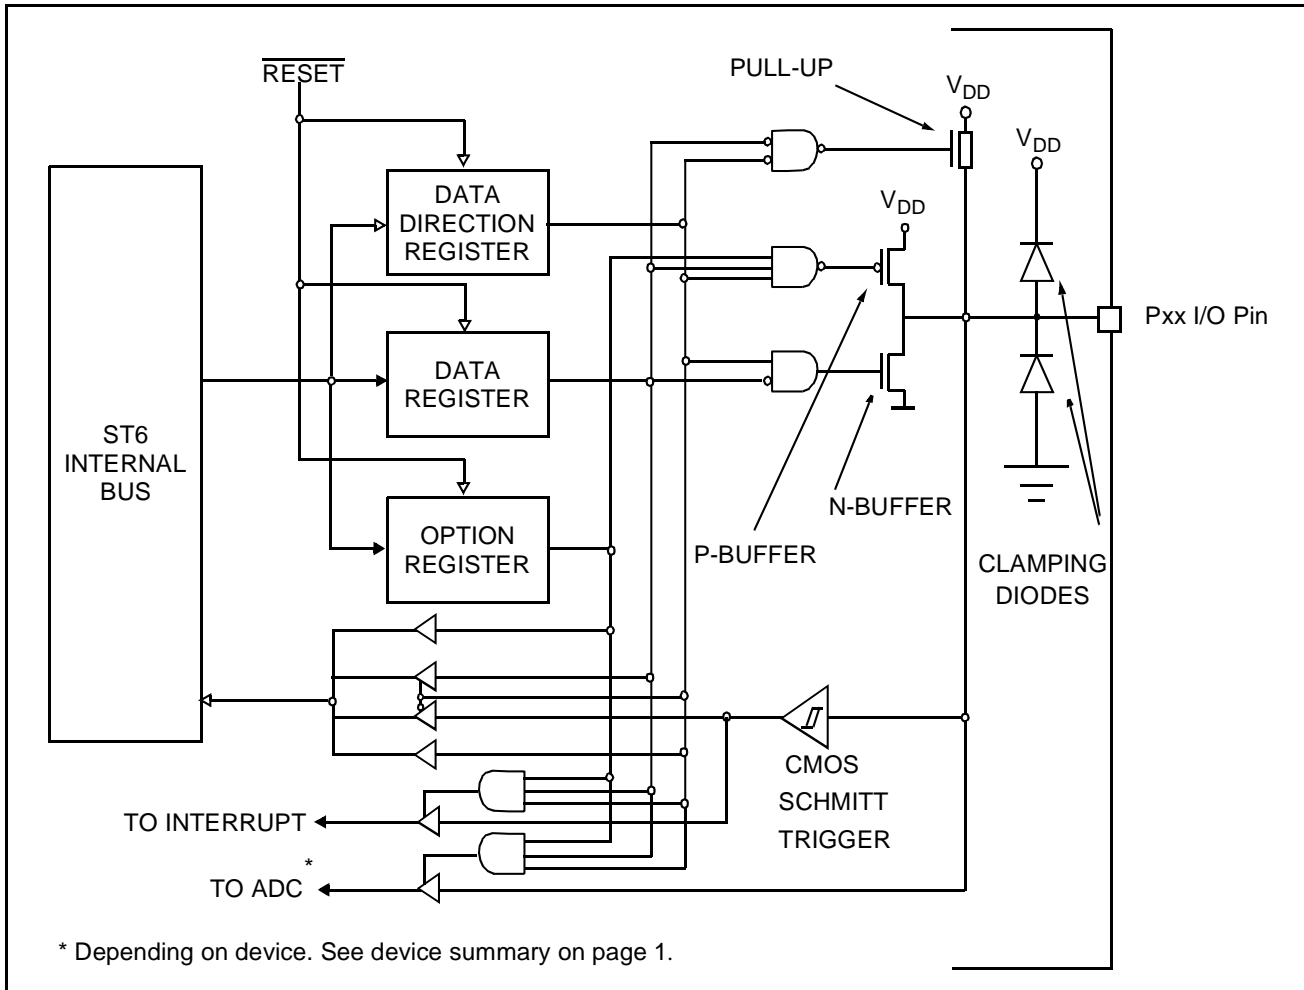 RESET
PULL-UP
VDD
VDD
DATA
DIRECTION
REGISTER
VDD
Pxx I/O Pin
DATA
REGISTER
ST6
INTERNAL
BUS
N-BUFFER
OPTION
REGISTER
P-BUFFER
CLAMPING
DIODES
CMOS
SCHMITT
TRIGGER
TO INTERRUPT
TO ADC *
* Depending on device. See device summary on page 1.